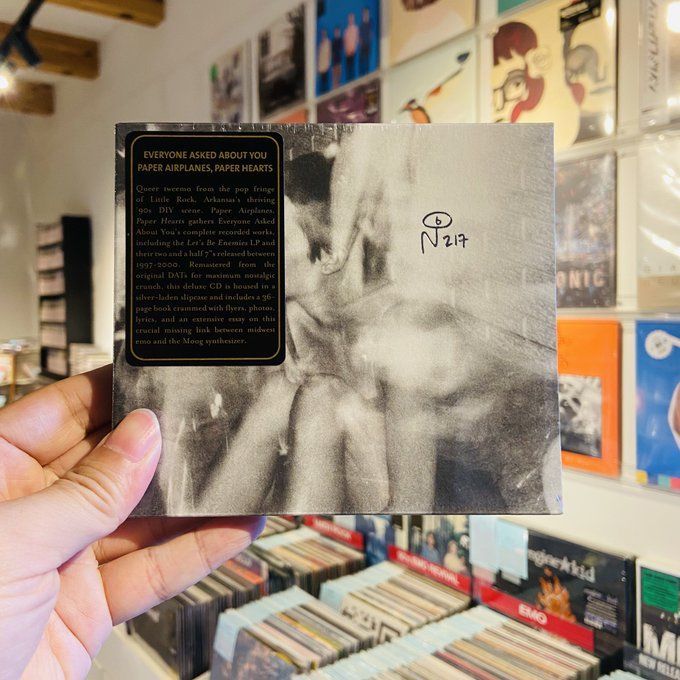 EVERYONE ASKED ABOUT YOU
PAPER AIRPLANES, PAPER HEARTS
Queer tweemo from the pop fringe
of Little Rock, Arkansas's thriving
'90s DIY scene. Paper Airplanes,
Paper Hearts gathers Everyone Asked
About You's complete recorded works,
including the Let's Be Enemies LP and
their two and a half 7"s released between
1997-2000. Remastered from the
original DATs for maximum nostalgic
crunch, this deluxe CD is housed in a
silver-laden slipcase and includes a 36-
page book crammed with flyers, photos,
lyrics, and an extensive essay on this
crucial missing link between midwest
emo and the Moog synthesizer.
6
N 217
EMO
NEW RELEA